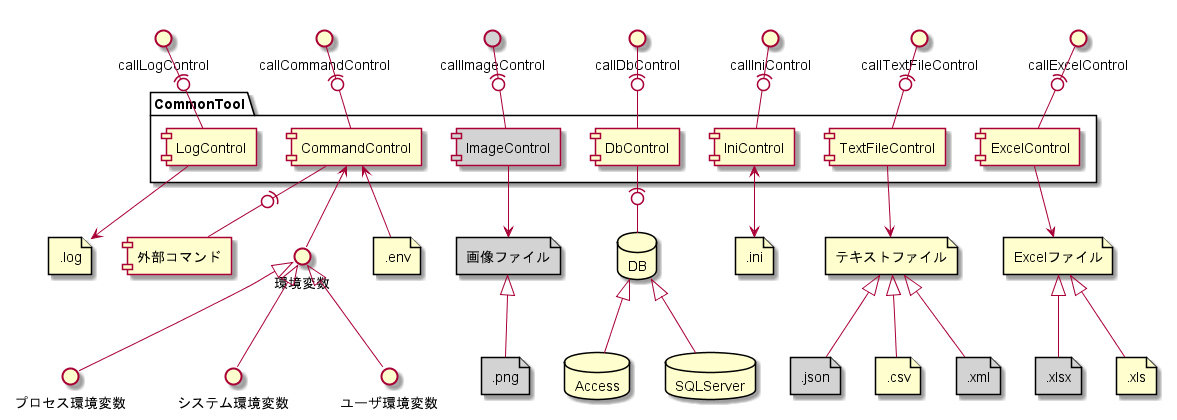 callLogControl
callCommandControl
callImageControl
callDbControl
callIniControl
callTextFileControl
callExcelControl
CommonTool
LogControl
CommandControl
ImageControl
DbControl
IniControl
TextFileControl
ExcelControl
.log
外部コマンド
環境変数
.env
画像ファイル
DB
.ini
テキストファイル
Excelファイル
プロセス環境変数
システム環境変数
ユーザ環境変数
.png
Access
SQLServer
.json
.csv
.xml
.xlsx
.xls